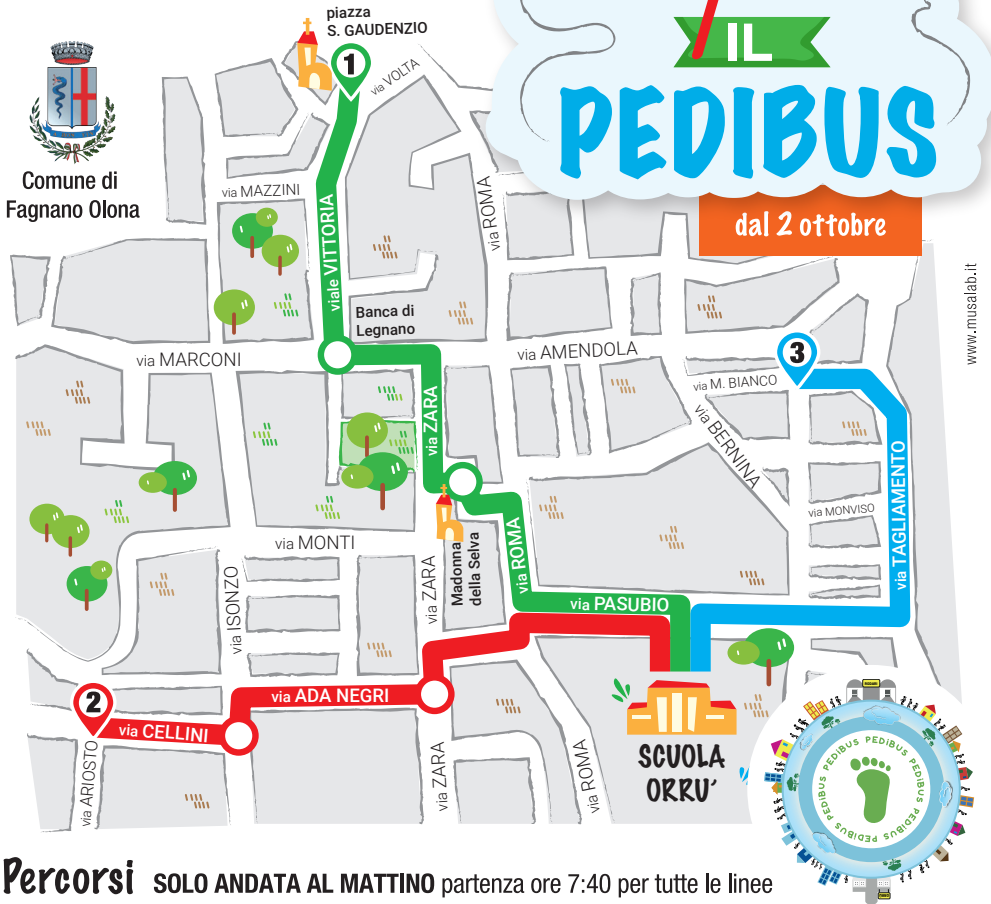 piazza
S. GAUDENZIO
1
via VOLTA
IL
PEDIBUS
dal 2 ottobre
Comune di
Fagnano Olona
via MAZZINI
viale VITTORIA
via ROMA
www.musalab.it
Banca di
Legnano
via MARCONI
via AMENDOLA
3
via M. BIANCO
via BERNINA
via ZARA
via TAGLIAMENTO
via MONVISO
via MONTI
Madonna
della Selva
via ROMA
via ZARA
via ISONZO
via PASUBIO
2
via CELLINI
via ADA NEGRI
via ARIOSTO
via ZARA
via ROMA
SCUOLA
ORRU'
PEDIBUS PEDIBUS PEDIBUS PEDIBUS PEDIBUS PEDIBUS
Percorsi SOLO ANDATA AL MATTINO partenza ore 7:40 per tutte le linee